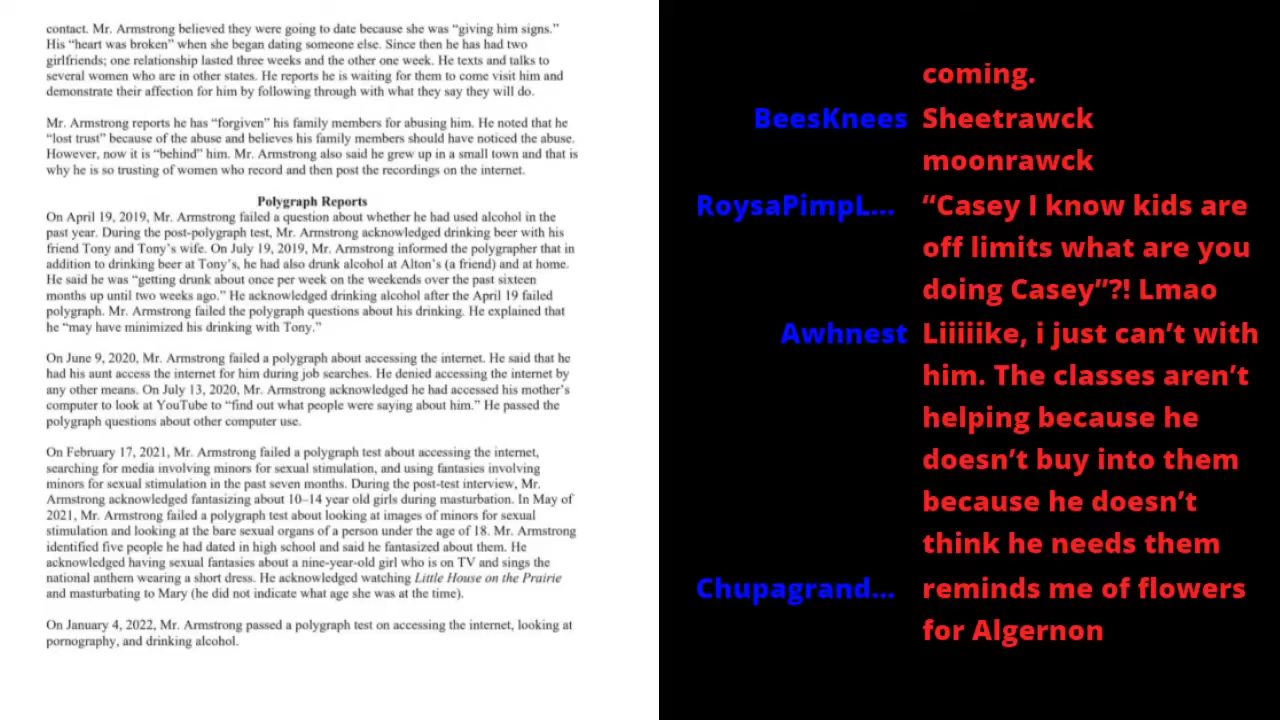 contact. Mr. Armstrong believed they were going to date because she was “giving him signs.”
His “heart was broken” when she began dating someone else. Since then he has had two
girlfriends; one relationship lasted three weeks and the other one week. He texts and talks to
several women who are in other states. He reports he is waiting for them to come visit him and
demonstrate their affection for him by following through with what they say they will do.
Mr. Armstrong reports he has “forgiven” his family members for abusing him. He noted that he
“lost trust” because of the abuse and believes his family members should have noticed the abuse.
However, now it is “behind” him. Mr. Armstrong also said he grew up in a small town and that is
why he is so trusting of women who record and then post the recordings on the internet.
Polygraph Reports
On April 19, 2019, Mr. Armstrong failed a question about whether he had used alcohol in the
past year. During the post-polygraph test, Mr. Armstrong acknowledged drinking beer with his
friend Tony and Tony’s wife. On July 19, 2019, Mr. Armstrong informed the polygrapher that in
addition to drinking beer at Tony’s, he had also drunk alcohol at Alton’s (a friend) and at home.
He said he was “getting drunk about once per week on the weekends over the past sixteen
months up until two weeks ago.” He acknowledged drinking alcohol after the April 19 failed
polygraph. Mr. Armstrong failed the polygraph questions about his drinking. He explained that
he “may have minimized his drinking with Tony.”
On June 9, 2020, Mr. Armstrong failed a polygraph about accessing the internet. He said that he
had his aunt access the internet for him during job searches. He denied accessing the internet by
any other means. On July 13, 2020, Mr. Armstrong acknowledged he had accessed his mother’s
computer to look at YouTube to “find out what people were saying about him.” He passed the
polygraph questions about other computer use.
On February 17, 2021, Mr. Armstrong failed a polygraph test about accessing the internet,
searching for media involving minors for sexual stimulation, and using fantasies involving
minors for sexual stimulation in the past seven months. During the post-test interview, Mr.
Armstrong acknowledged fantasizing about 10–14 year old girls during masturbation. In May of
2021, Mr. Armstrong failed a polygraph test about looking at images of minors for sexual
stimulation and looking at the bare sexual organs of a person under the age of 18. Mr. Armstrong
identified five people he had dated in high school and said he fantasized about them. He
acknowledged having sexual fantasies about a nine-year-old girl who is on TV and sings the
national anthem wearing a short dress. He acknowledged watching Little House on the Prairie
and masturbating to Mary (he did not indicate what age she was at the time).
On January 4, 2022, Mr. Armstrong passed a polygraph test on accessing the internet, looking at
pornography, and drinking alcohol.
coming.
BeesKnees Sheetrawck
moonrawck
RoysaPimpL... “Casey I know kids are
off limits what are you
doing Casey”?! Lmao
Awhnest Liiiiiike, i just can’t with
him. The classes aren’t
helping because he
doesn’t buy into them
because he doesn’t
think he needs them
Chupagrand... reminds me of flowers
for Algernon